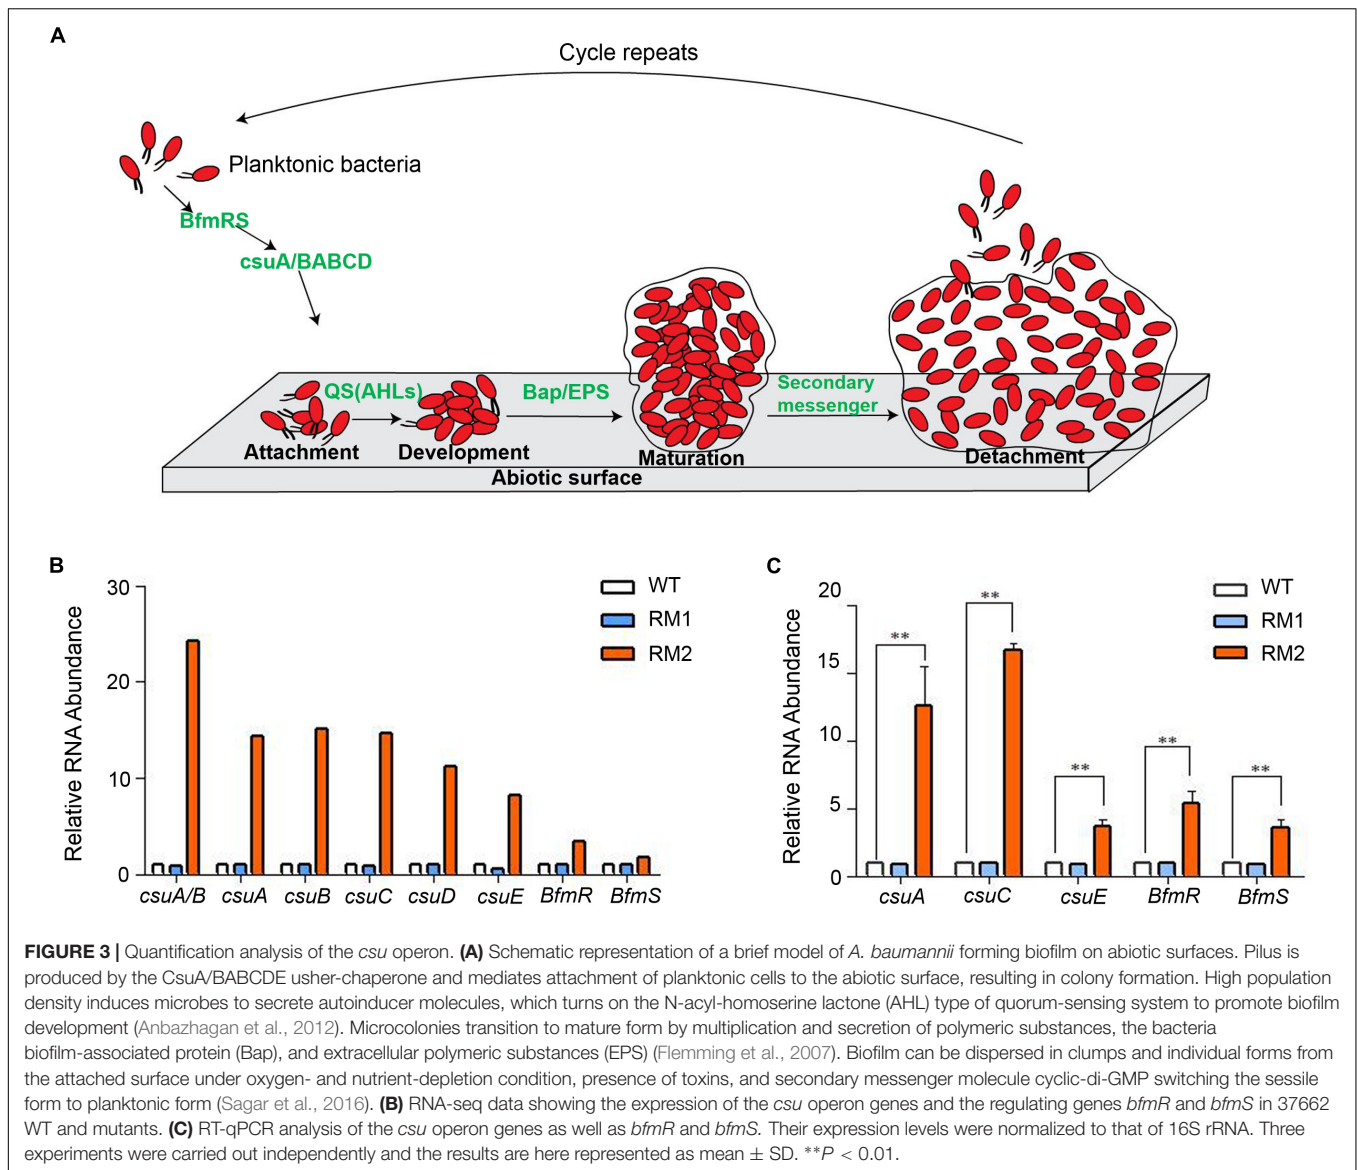 A
Cycle repeats
Planktonic bacteria
BfmRS
csuA/BABCD
QS(AHLs)
Bap/EPS
Secondary
messenger
Attachment
Development
Maturation
Detachment
Abiotic surface
B
30
20
10
0
Relative RNA Abundance
WT
RM1
RM2
csuA/B csuA csuB csuC csuD csuE BfmR BfmS
C
20
15
10
5
0
Relative RNA Abundance
WT
RM1
RM2
**
**
**
**
**
csuA csuC csuE BfmR BfmS
FIGURE 3 | Quantification analysis of the csu operon. (A) Schematic representation of a brief model of A. baumannii forming biofilm on abiotic surfaces. Pilus is
produced by the CsuA/BABCDE usher-chaperone and mediates attachment of planktonic cells to the abiotic surface, resulting in colony formation. High population
density induces microbes to secrete autoinducer molecules, which turns on the N-acyl-homoserine lactone (AHL) type of quorum-sensing system to promote biofilm
development (Anbazhagan et al., 2012). Microcolonies transition to mature form by multiplication and secretion of polymeric substances, the bacteria
biofilm-associated protein (Bap), and extracellular polymeric substances (EPS) (Flemming et al., 2007). Biofilm can be dispersed in clumps and individual forms from
the attached surface under oxygen- and nutrient-depletion condition, presence of toxins, and secondary messenger molecule cyclic-di-GMP switching the sessile
form to planktonic form (Sagar et al., 2016). (B) RNA-seq data showing the expression of the csu operon genes and the regulating genes bfmR and bfmS in 37662
WT and mutants. (C) RT-qPCR analysis of the csu operon genes as well as bfmR and bfmS. Their expression levels were normalized to that of 16S rRNA. Three
experiments were carried out independently and the results are here represented as mean ± SD. **P < 0.01.